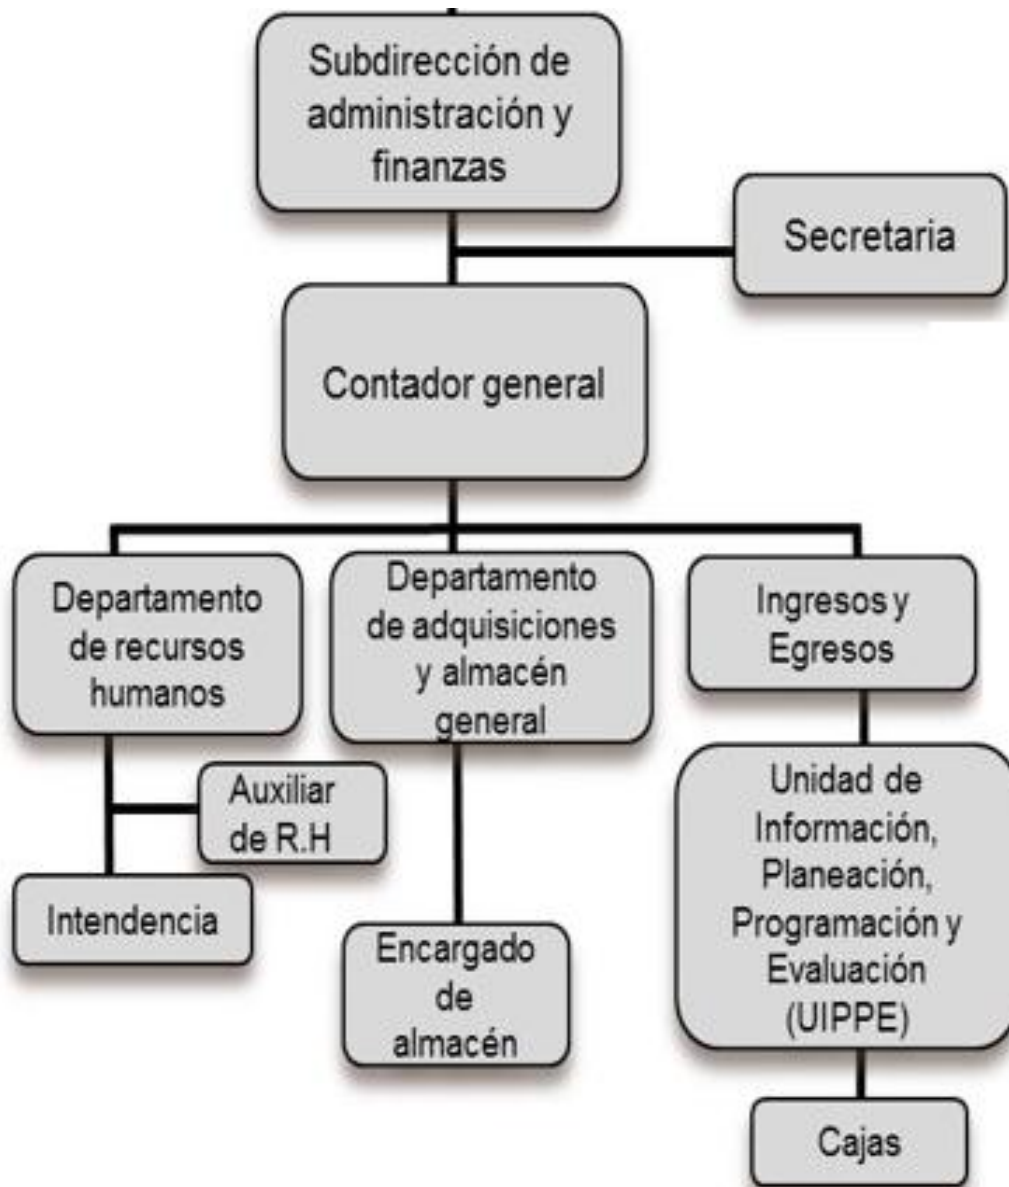 Subdirección de
administración y
finanzas
Secretaria
Contador general
Departamento
de recursos
humanos
Departamento
de adquisiciones
y almacén
general
Ingresos y
Egresos
Auxiliar
de R.H
Intendencia
Encargado
de
almacén
Unidad de
Información,
Planeación,
Programación y
Evaluación
(UIPPE)
Cajas